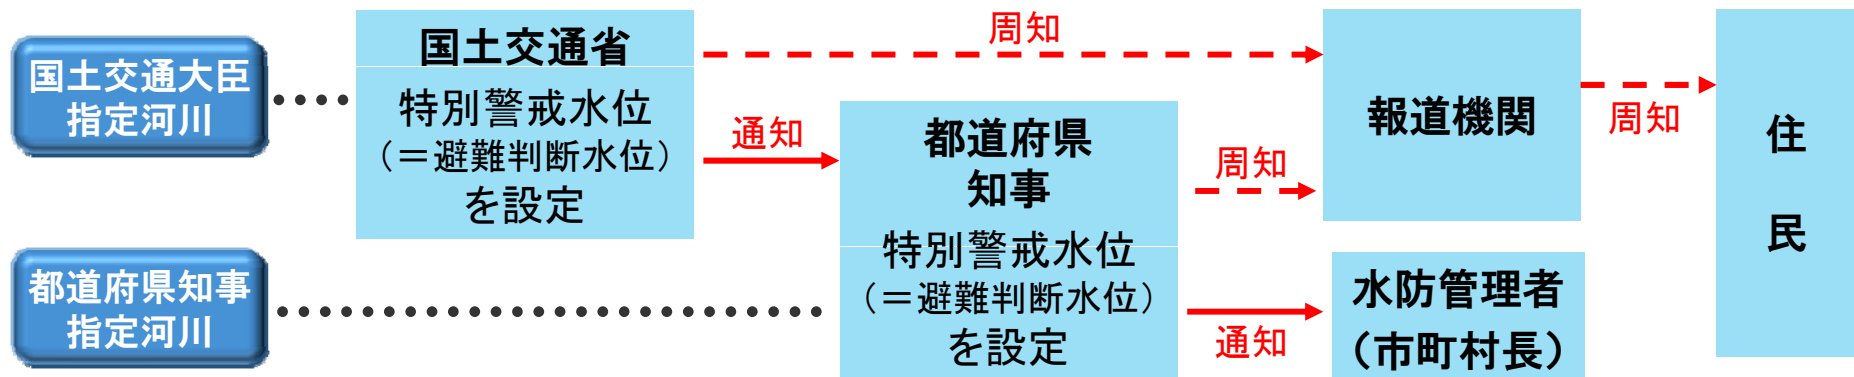 国土交通大臣
指定河川
国土交通省
特別警戒水位
（＝避難判断水位）
を設定
周知
通知
都道府県
知事
特別警戒水位
（＝避難判断水位）
を設定
周知
報道機関
周知
住
民
都道府県知事
指定河川
通知
水防管理者
（市町村長）